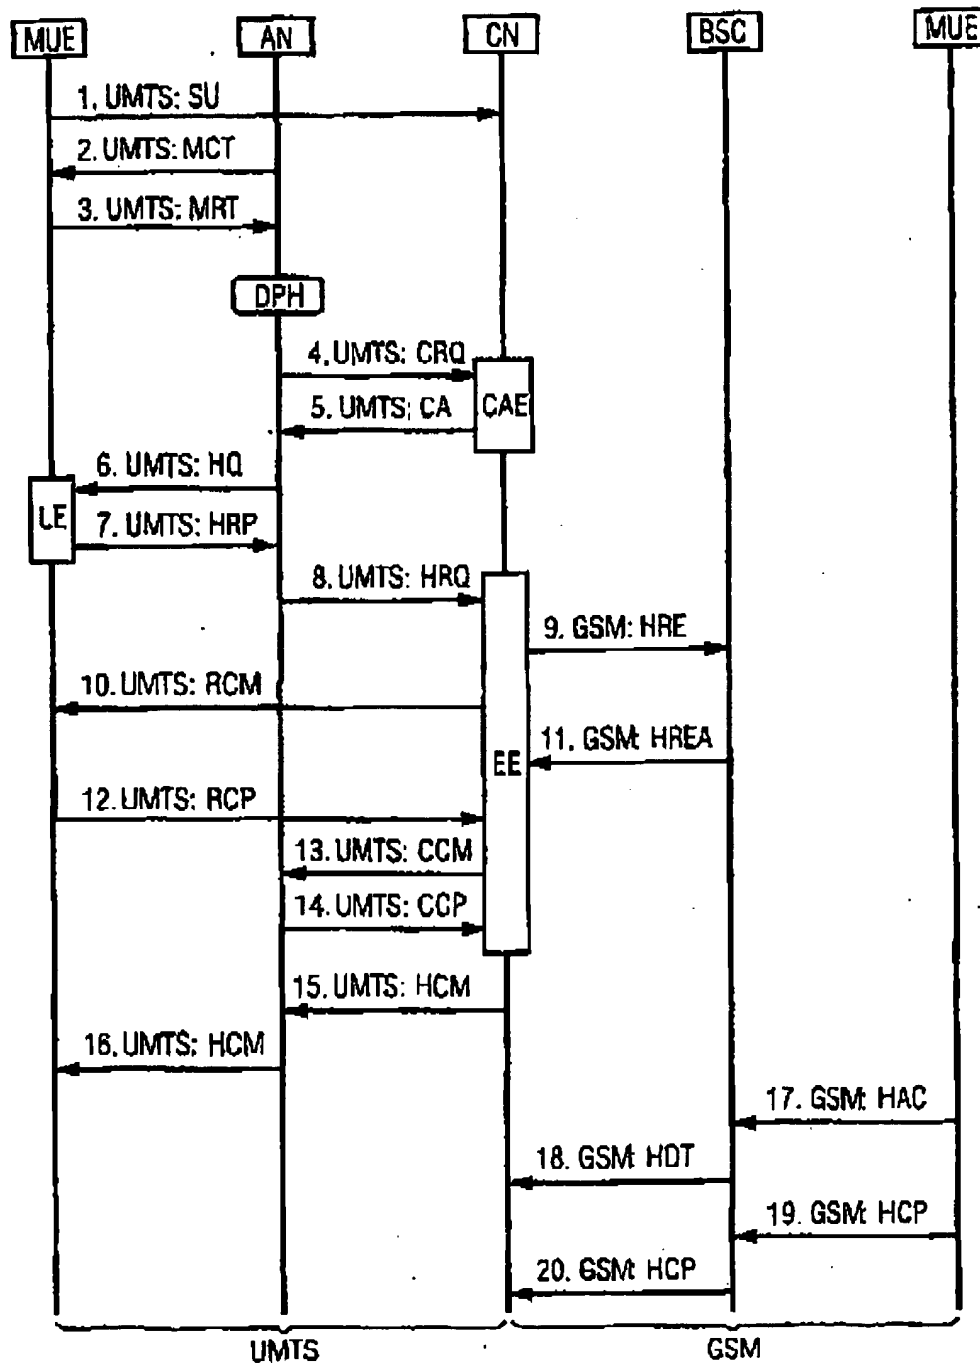 MUE AN CN BSC MUE
1. UMTS: SU
2. UMTS: MCT
3. UMTS: MRT
DPH
4. UMTS: CRQ
5. UMTS: CA
CAE
6. UMTS: HQ
LE
7. UMTS: HRP
8. UMTS: HRQ
9. GSM: HRE
10. UMTS: RCM
11. GSM: HREA
EE
12. UMTS: RCP
13. UMTS: CCM
14. UMTS: CCP
15. UMTS: HCM
16. UMTS: HCM
17. GSM: HAC
18. GSM: HDT
19. GSM: HCP
20. GSM: HCP
UMTS GSM